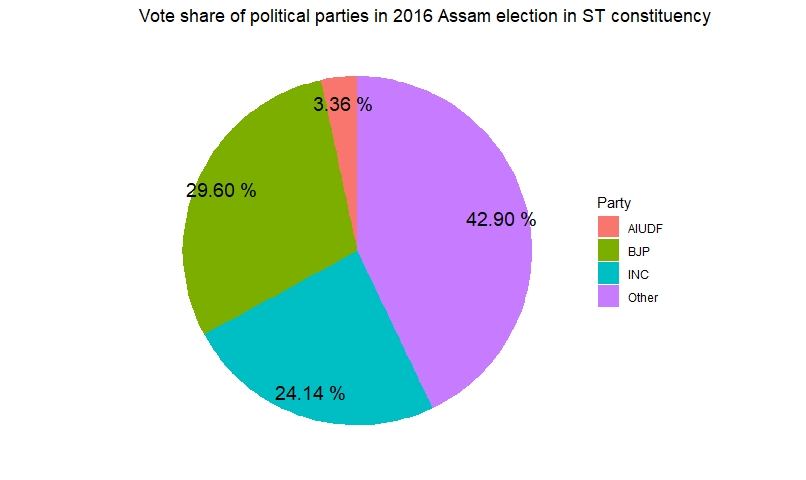 Vote share of political parties in 2016 Assam election in ST constituency
3.36 %
29.60 %
42.90 %
24.14 %
Party
AIUDF
BJP
INC
Other